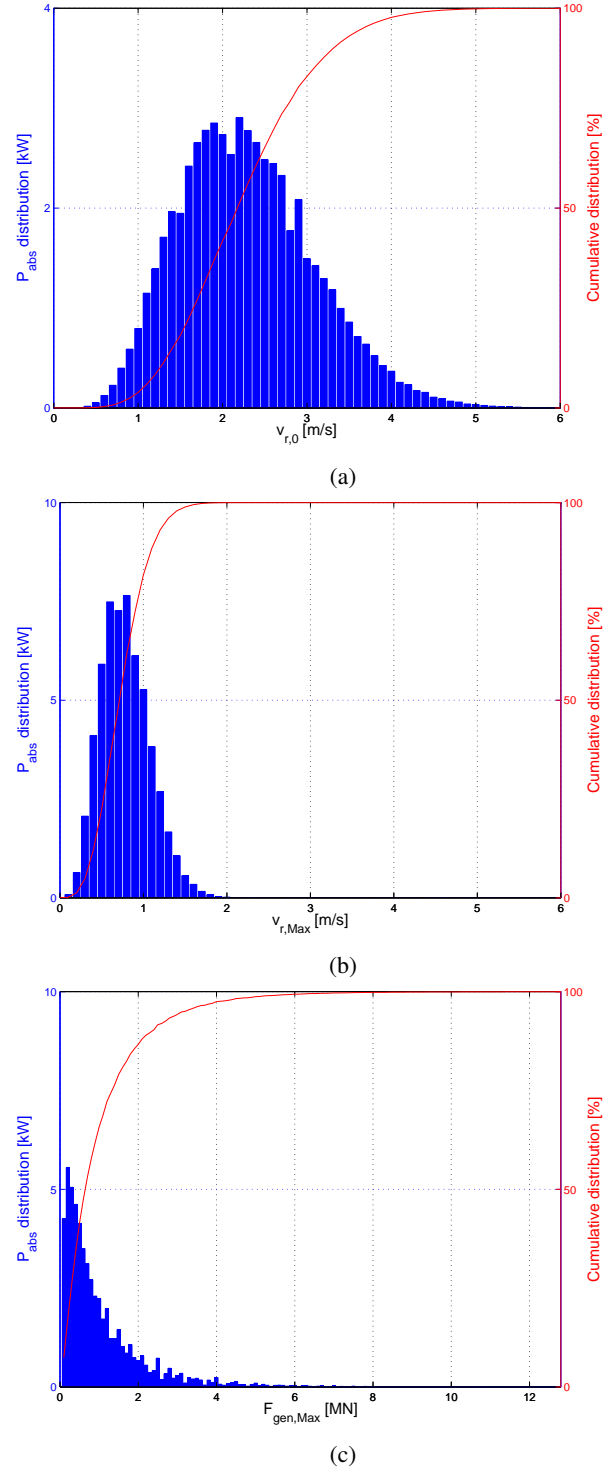 4
100
P_abs distribution [kW]
2
50
Cumulative distribution [%]
0
0
0 1 2 3 4 5 6
v_r,0 [m/s]
(a)
10
100
P_abs distribution [kW]
5
50
Cumulative distribution [%]
0
0
0 1 2 3 4 5 6
v_r,Max [m/s]
(b)
10
100
P_abs distribution [kW]
5
50
Cumulative distribution [%]
0
0
0 2 4 6 8 10 12
F_gen,Max [MN]
(c)